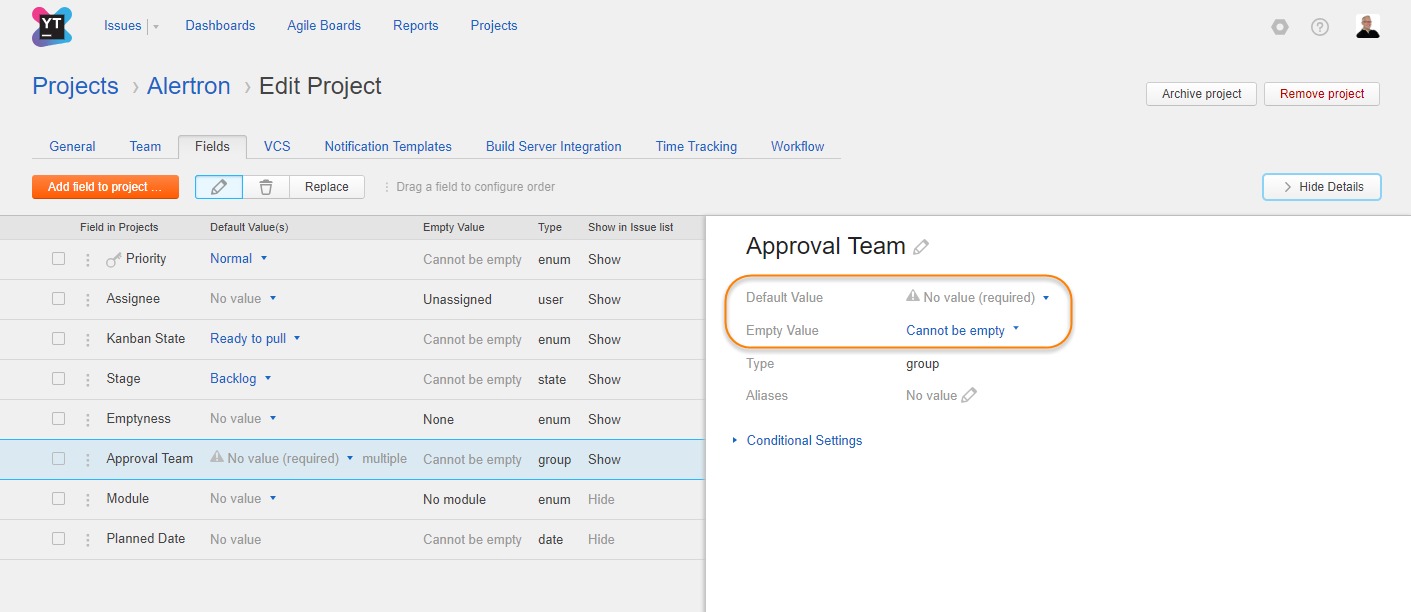 YT
Issues Dashboards Agile Boards Reports Projects
Projects › Alertron › Edit Project
Archive project Remove project
General Team Fields VCS Notification Templates Build Server Integration Time Tracking Workflow
Add field to project ... Replace Drag a field to configure order Hide Details
Field in Projects Default Value(s) Empty Value Type Show in Issue list
Priority Normal Cannot be empty enum Show
Assignee No value Unassigned user Show
Kanban State Ready to pull Cannot be empty enum Show
Stage Backlog Cannot be empty state Show
Emptyness No value None enum Show
Approval Team No value (required) multiple Cannot be empty group Show
Module No value No module enum Hide
Planned Date No value Cannot be empty date Hide
Approval Team
Default Value No value (required)
Empty Value Cannot be empty
Type group
Aliases No value
Conditional Settings